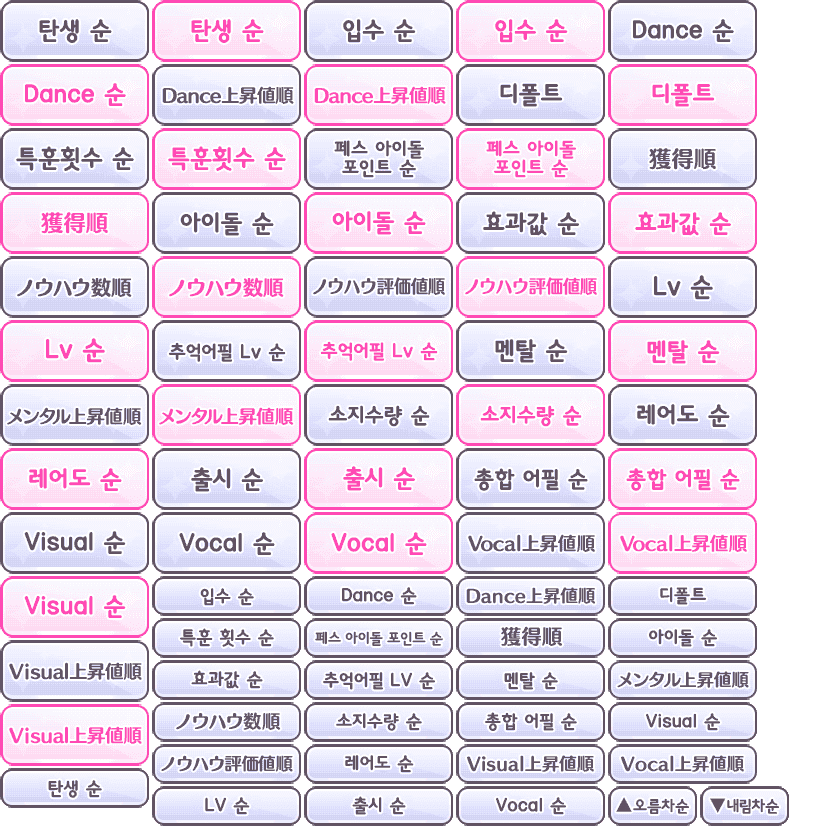 탄생 순
탄생 순
입수 순
입수 순
Dance 순
Dance 순
Dance上昇値順
Dance上昇値順
디폴트
디폴트
특훈횟수 순
특훈횟수 순
페스 아이돌
포인트 순
페스 아이돌
포인트 순
獲得順
獲得順
아이돌 순
아이돌 순
효과값 순
효과값 순
ノウハウ数順
ノウハウ数順
ノウハウ評価値順
ノウハウ評価値順
Lv 순
Lv 순
추억어필 Lv 순
추억어필 Lv 순
멘탈 순
멘탈 순
メンタル上昇値順
メンタル上昇値順
소지수량 순
소지수량 순
레어도 순
레어도 순
출시 순
출시 순
총합 어필 순
총합 어필 순
Visual 순
Vocal 순
Vocal 순
Vocal上昇値順
Vocal上昇値順
Visual 순
입수 순
Dance 순
Dance上昇値順
디폴트
특훈 횟수 순
페스 아이돌 포인트 순
獲得順
아이돌 순
Visual上昇値順
효과값 순
추억어필 LV 순
멘탈 순
メンタル上昇値順
Visual上昇値順
ノウハウ数順
소지수량 순
총합 어필 순
Visual 순
ノウハウ評価値順
레어도 순
Visual上昇値順
Vocal上昇値順
탄생 순
LV 순
출시 순
Vocal 순
▲오름차순
▼내림차순